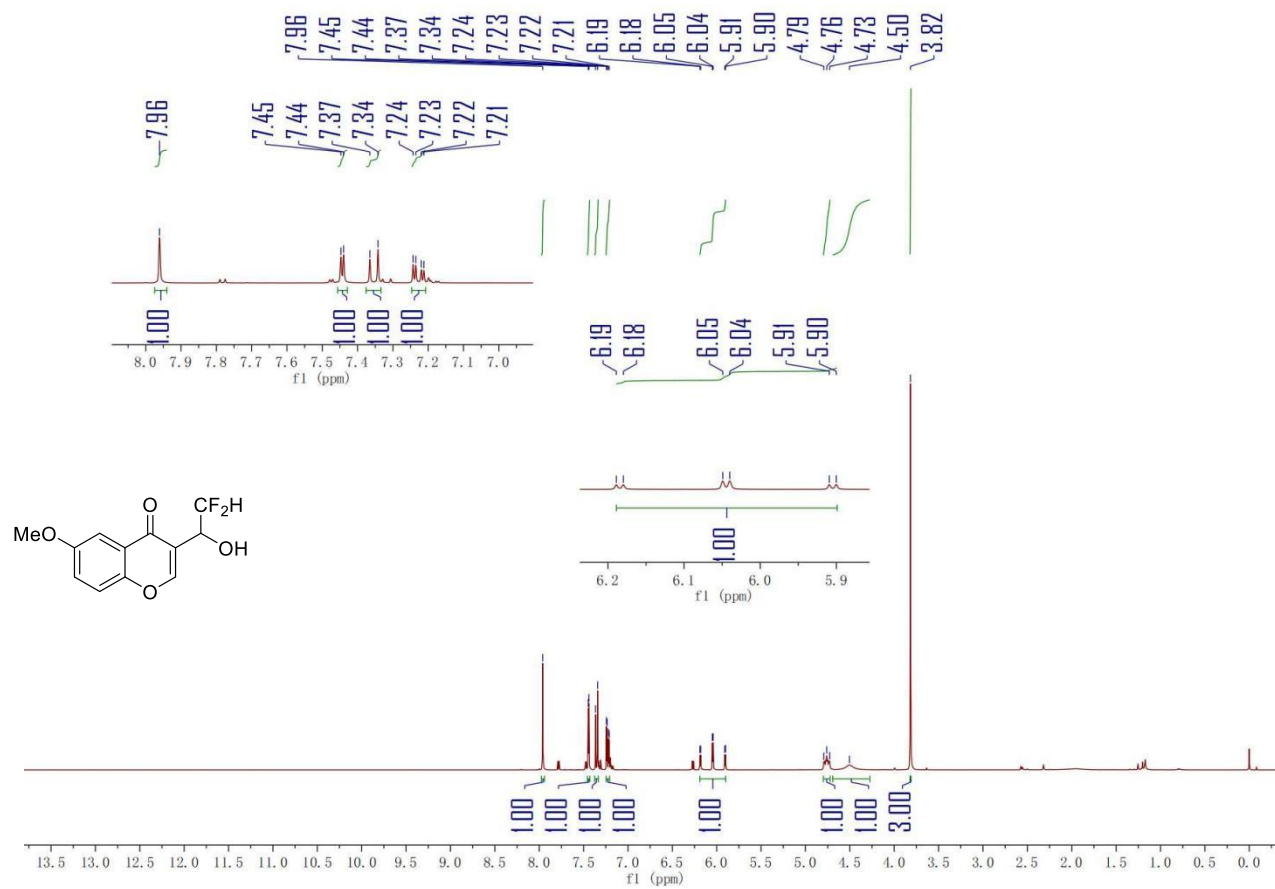 7.96 7.45 7.44 7.37 7.34 7.24 7.23 7.22 7.21 6.19 6.18 6.05 6.04 5.91 5.90 4.79 4.76 4.73 4.50 3.82
7.96 7.45 7.44 7.37 7.34 7.24 7.23 7.22 7.21
1.00 1.00 1.00 1.00
8.0 7.9 7.8 7.7 7.6 7.5 7.4 7.3 7.2 7.1 7.0
f1 (ppm)
6.19 6.18 6.05 6.04 5.91 5.90
1.00
6.2 6.1 6.0 5.9
f1 (ppm)
CF2H
O
MeO
OH
O
1.00 1.00 1.00 1.00 1.00 1.00 1.00 3.00
13.5 13.0 12.5 12.0 11.5 11.0 10.5 10.0 9.5 9.0 8.5 8.0 7.5 7.0 6.5 6.0 5.5 5.0 4.5 4.0 3.5 3.0 2.5 2.0 1.5 1.0 0.5 0.0
f1 (ppm)